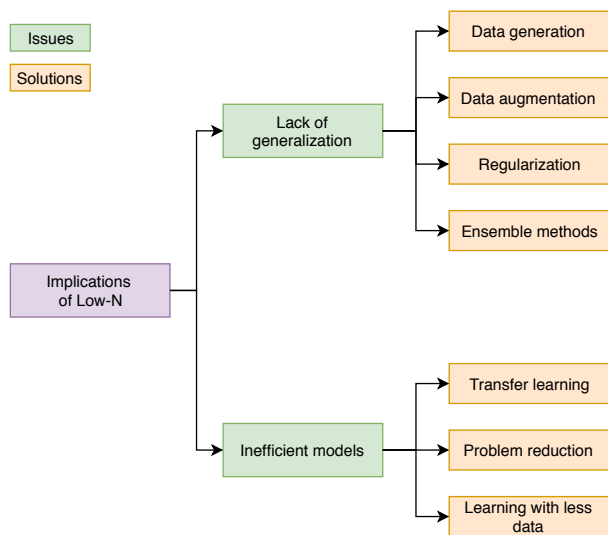 Issues
Solutions
Implications
of Low-N
Lack of
generalization
Data generation
Data augmentation
Regularization
Ensemble methods
Inefficient models
Transfer learning
Problem reduction
Learning with less
data